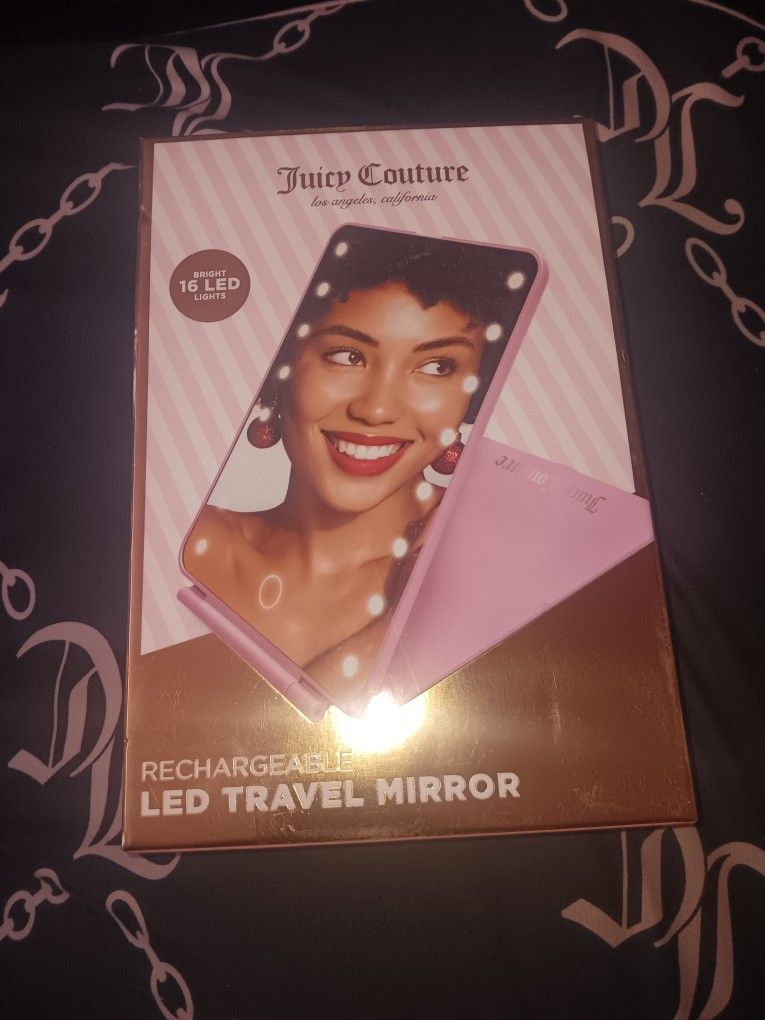 Juicy Couture
los angeles, california
BRIGHT
16 LED
LIGHTS
Juicy Couture
RECHARGEABLE
LED TRAVEL MIRROR